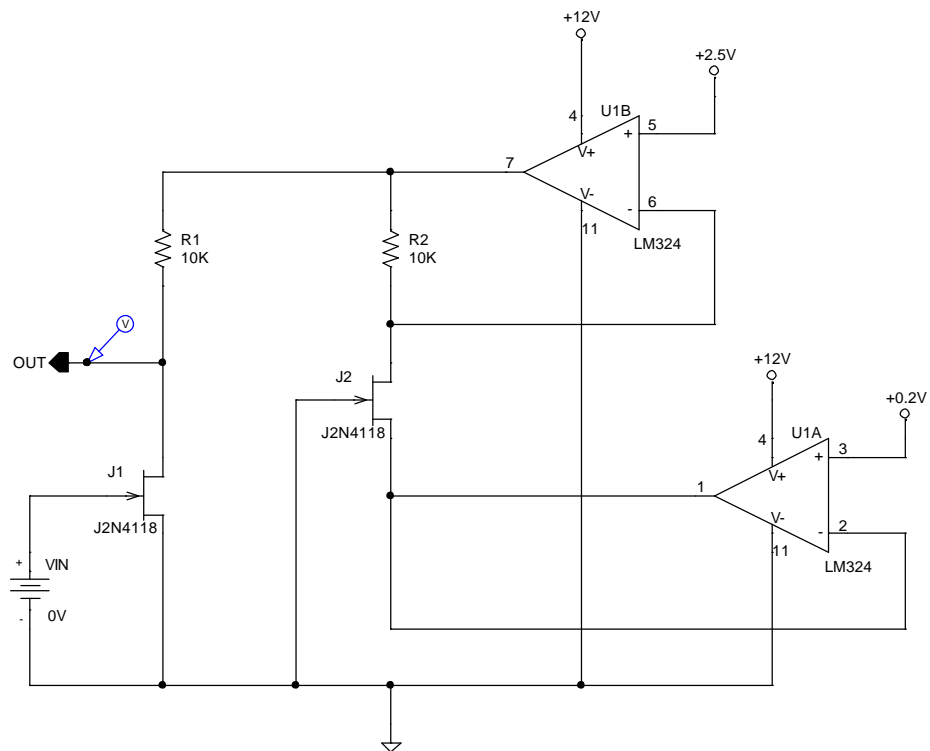 +12V
+2.5V
U1B
4
5
+
V+
7
V-
6
-
11
LM324
R1
10K
R2
10K
V
OUT
+12V
+0.2V
J2
J2N4118
U1A
4
3
+
V+
1
J1
V-
2
-
11
J2N4118
LM324
+
VIN
0V
-